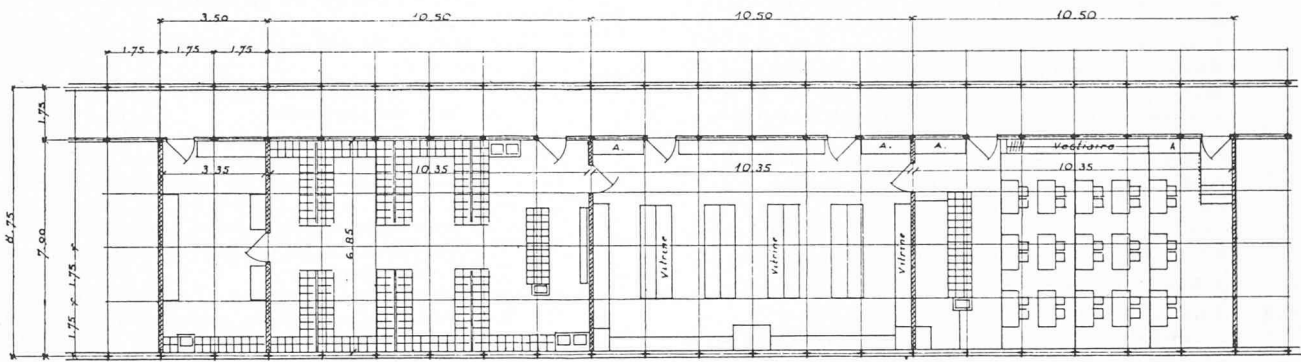 3.50 10.50 10.50 10.50
1.75 1.75 1.75
1.75
A. A. A. Vestiaire A
3.35 10.35 10.35 10.35
8.75
7.00
6.85
Vitrine Vitrine Vitrine
1.75 1.75